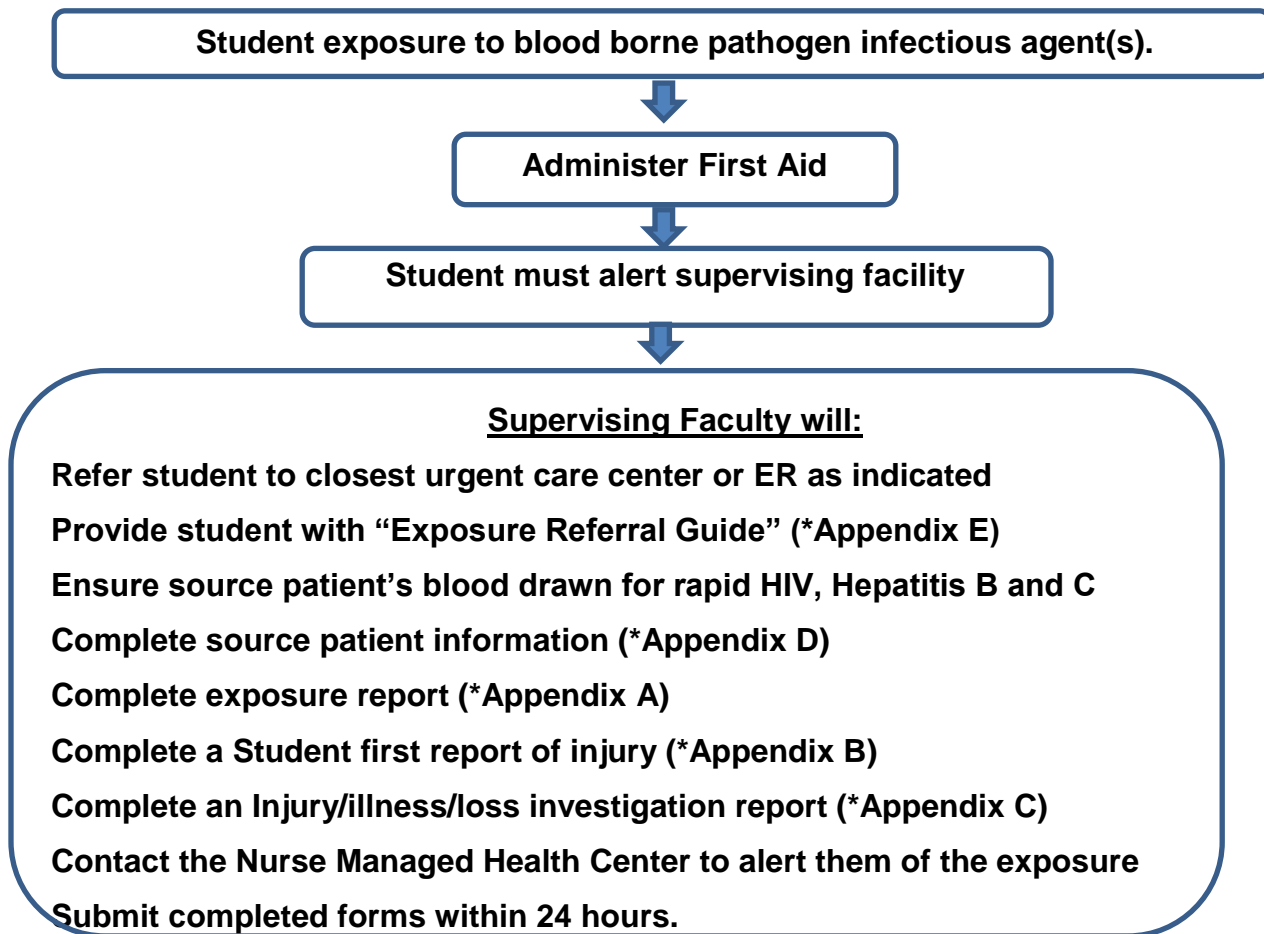 Student exposure to blood borne pathogen infectious agent(s).
Administer First Aid
Student must alert supervising facility
Supervising Faculty will:
Refer student to closest urgent care center or ER as indicated
Provide student with “Exposure Referral Guide” (*Appendix E)
Ensure source patient’s blood drawn for rapid HIV, Hepatitis B and C
Complete source patient information (*Appendix D)
Complete exposure report (*Appendix A)
Complete a Student first report of injury (*Appendix B)
Complete an Injury/illness/loss investigation report (*Appendix C)
Contact the Nurse Managed Health Center to alert them of the exposure
Submit completed forms within 24 hours.